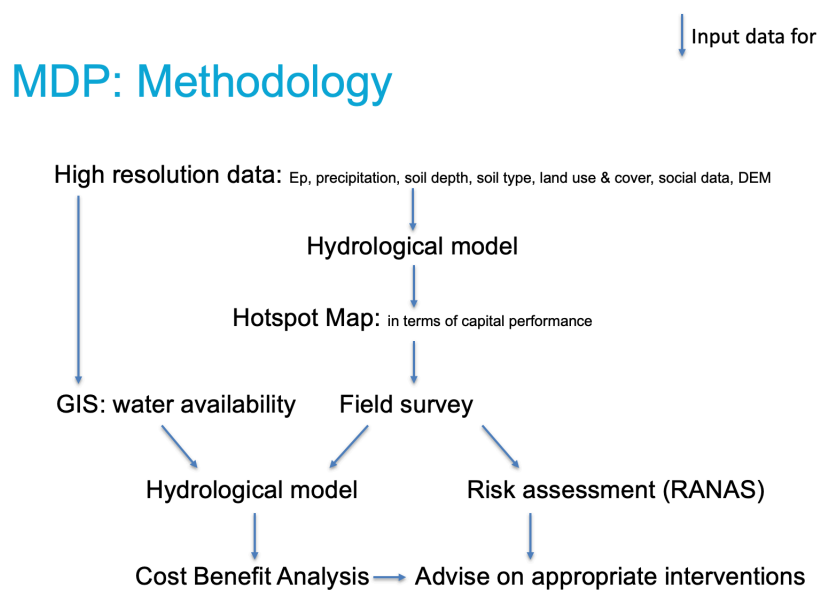 Input data for
MDP: Methodology
High resolution data: Ep, precipitation, soil depth, soil type, land use & cover, social data, DEM
Hydrological model
Hotspot Map: in terms of capital performance
GIS: water availability Field survey
Hydrological model Risk assessment (RANAS)
Cost Benefit Analysis Advise on appropriate interventions